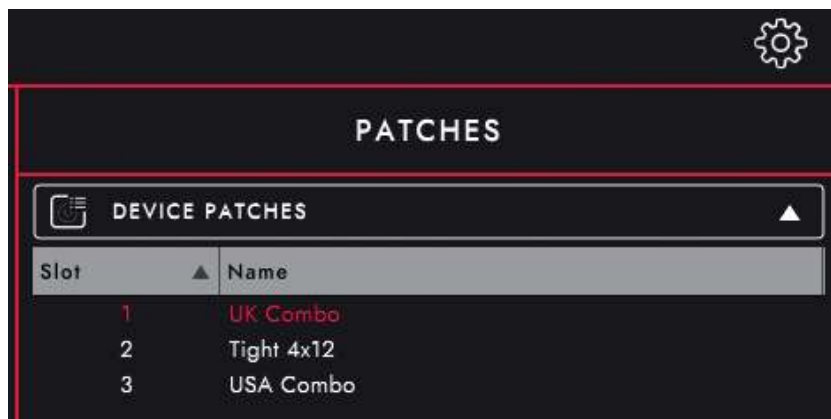 PATCHES
DEVICE PATCHES
Slot Name
1 UK Combo
2 Tight 4x12
3 USA Combo